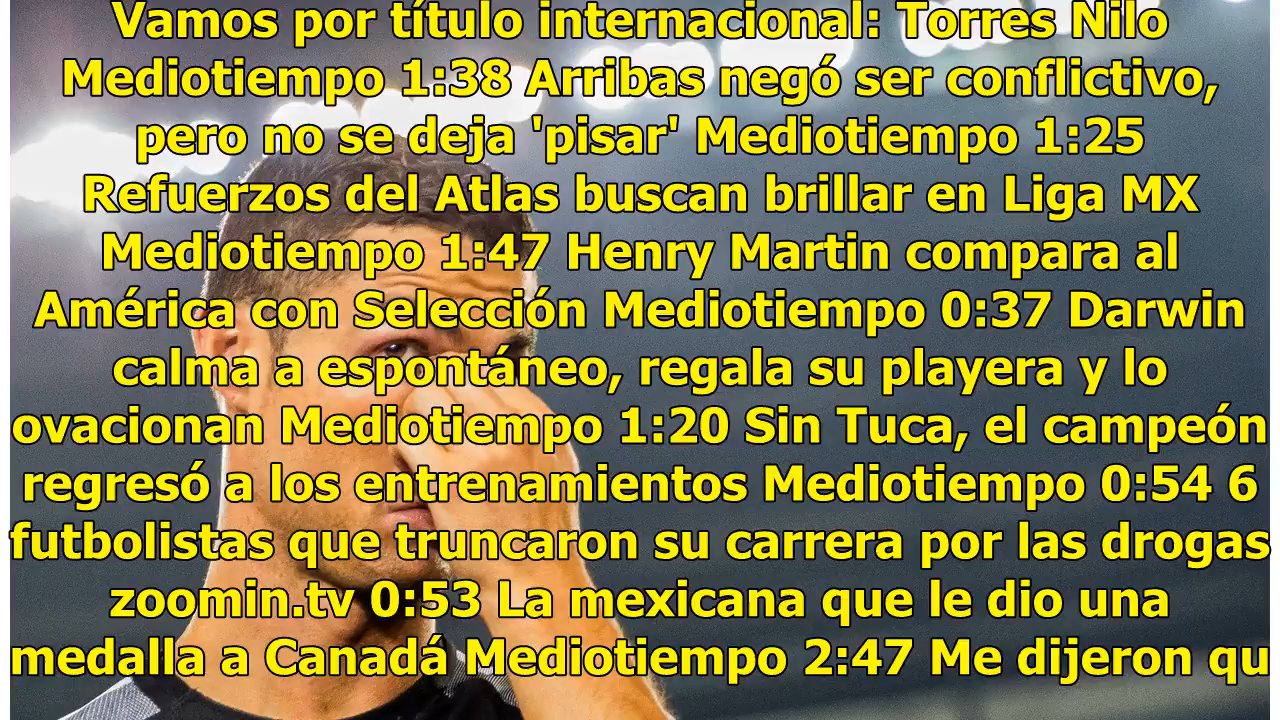 Vamos por título internacional: Torres Nilo
Mediotiempo 1:38 Arribas negó ser conflictivo,
pero no se deja 'pisar' Mediotiempo 1:25
Refuerzos del Atlas buscan brillar en Liga MX
Mediotiempo 1:47 Henry Martin compara al
América con Selección Mediotiempo 0:37 Darwin
calma a espontáneo, regala su playera y lo
ovacionan Mediotiempo 1:20 Sin Tuca, el campeón
regresó a los entrenamientos Mediotiempo 0:54 6
futbolistas que truncaron su carrera por las drogas
zoomin.tv 0:53 La mexicana que le dio una
medalla a Canadá Mediotiempo 2:47 Me dijeron qu